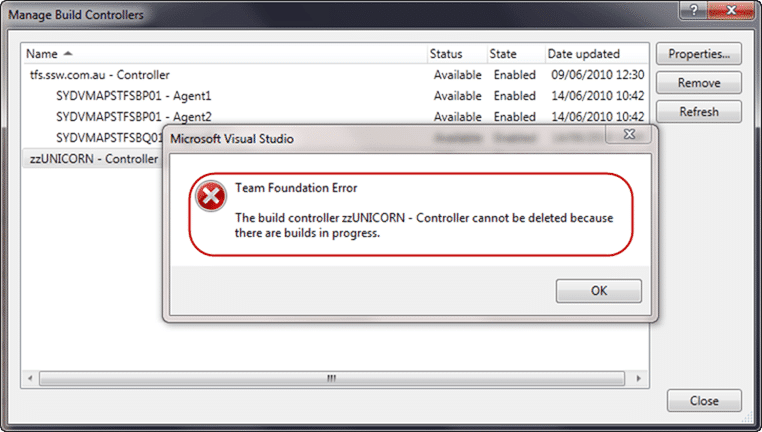 Manage Build Controllers
Name Status State Date updated
tfs.ssw.com.au - Controller Available Enabled 09/06/2010 12:30
SYDVMAPSTFSBP01 - Agent1 Available Enabled 14/06/2010 10:42
SYDVMAPSTFSBP01 - Agent2 Available Enabled 14/06/2010 10:42
SYDVMAPSTFSBQ01
zzUNICORN - Controller
Properties...
Remove
Refresh
Microsoft Visual Studio
Team Foundation Error
The build controller zzUNICORN - Controller cannot be deleted because
there are builds in progress.
OK
Close